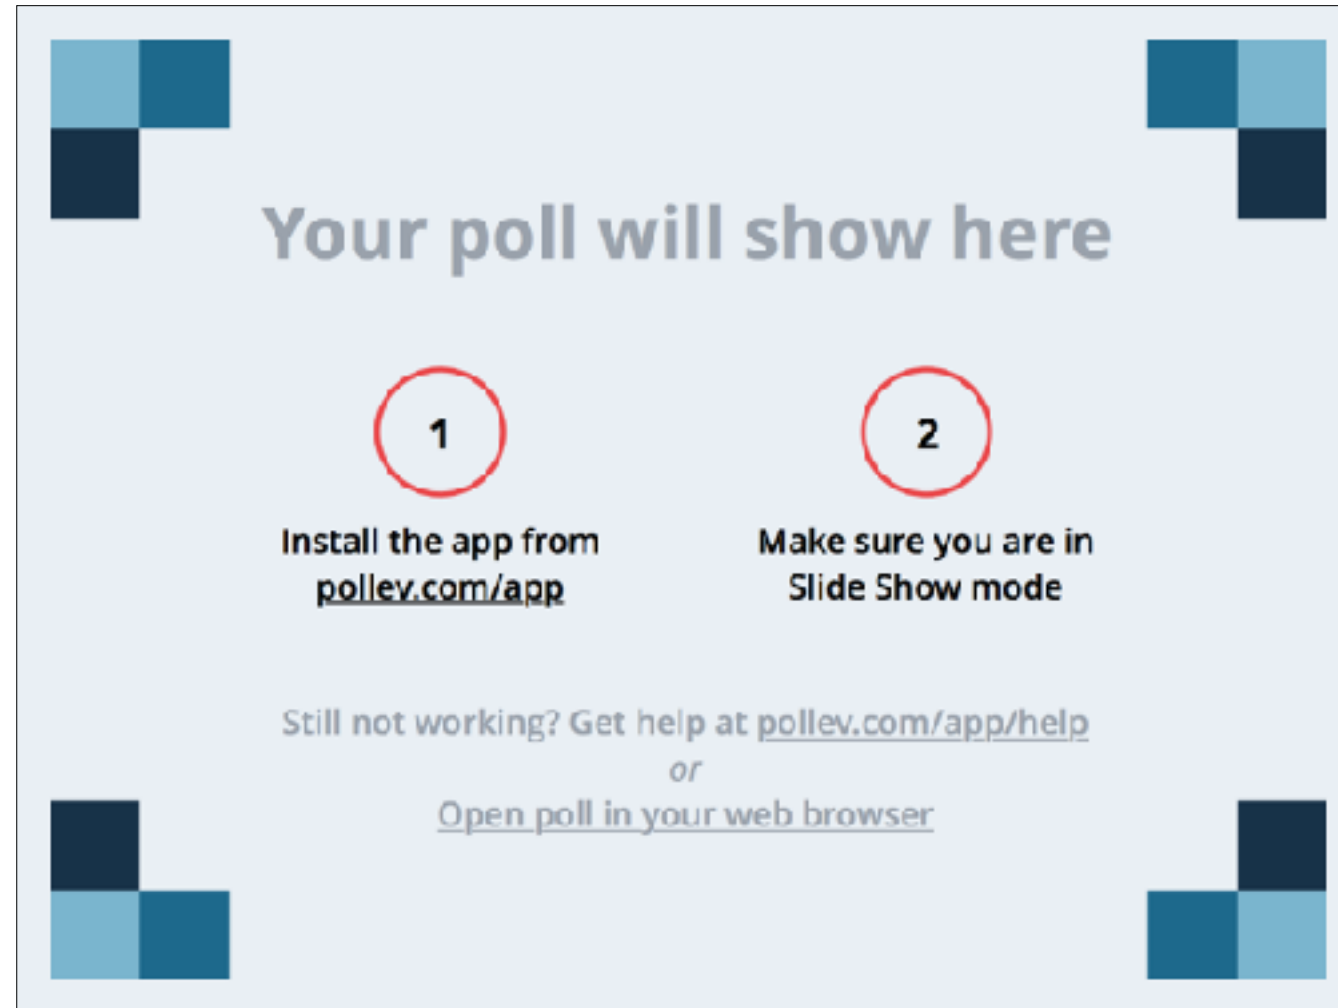 Your poll will show here
1
Install the app from
pollev.com/app
2
Make sure you are in
Slide Show mode
Still not working? Get help at pollev.com/app/help
or
Open poll in your web browser